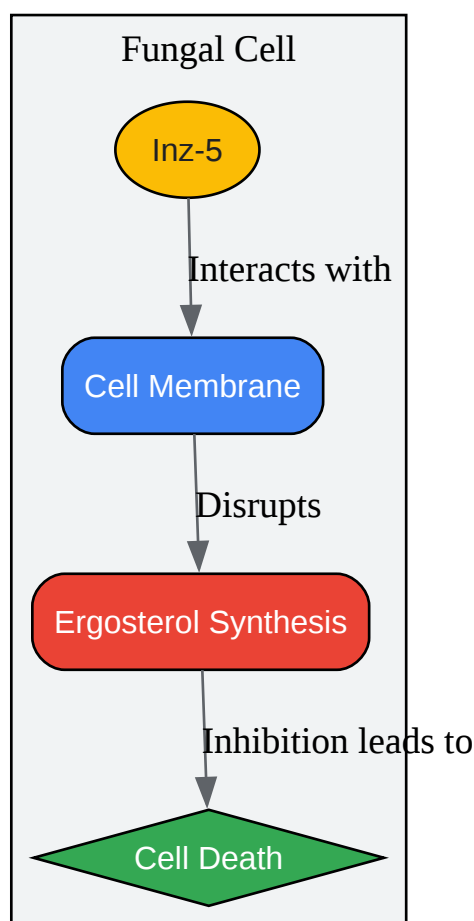 Fungal Cell
Inz-5
Interacts with
Cell Membrane
Disrupts
Ergosterol Synthesis
Inhibition leads to
Cell Death